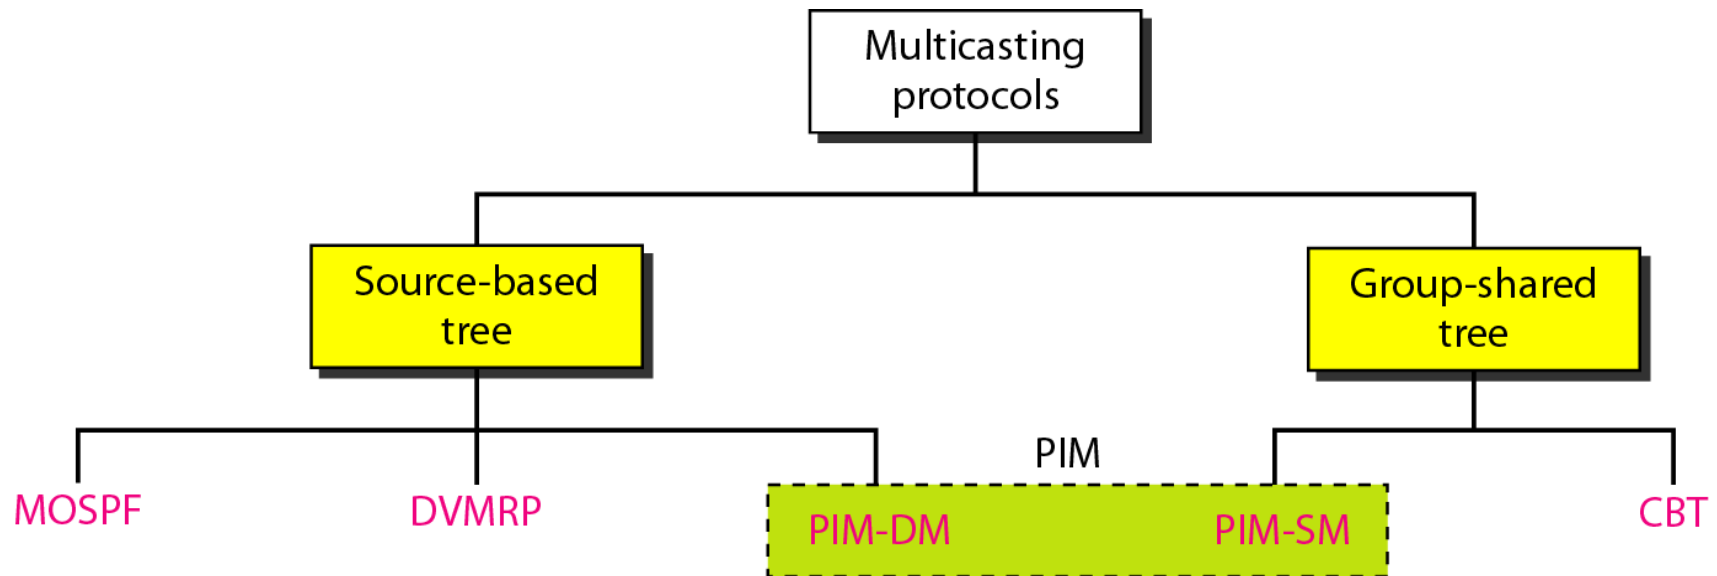 Multicasting
protocols
Source-based
tree
Group-shared
tree
PIM
MOSPF
DVMRP
PIM-DM
PIM-SM
CBT